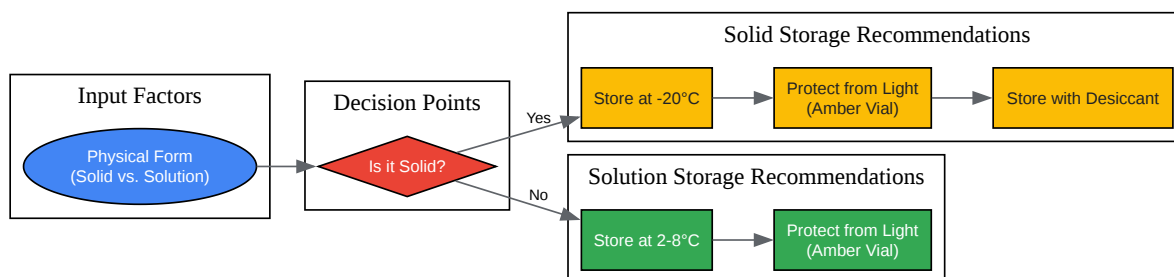 Input Factors
Physical Form
(Solid vs. Solution)
Decision Points
Is it Solid?
Yes
No
Solid Storage Recommendations
Store at -20°C
Protect from Light
(Amber Vial)
Store with Desiccant
Solution Storage Recommendations
Store at 2-8°C
Protect from Light
(Amber Vial)